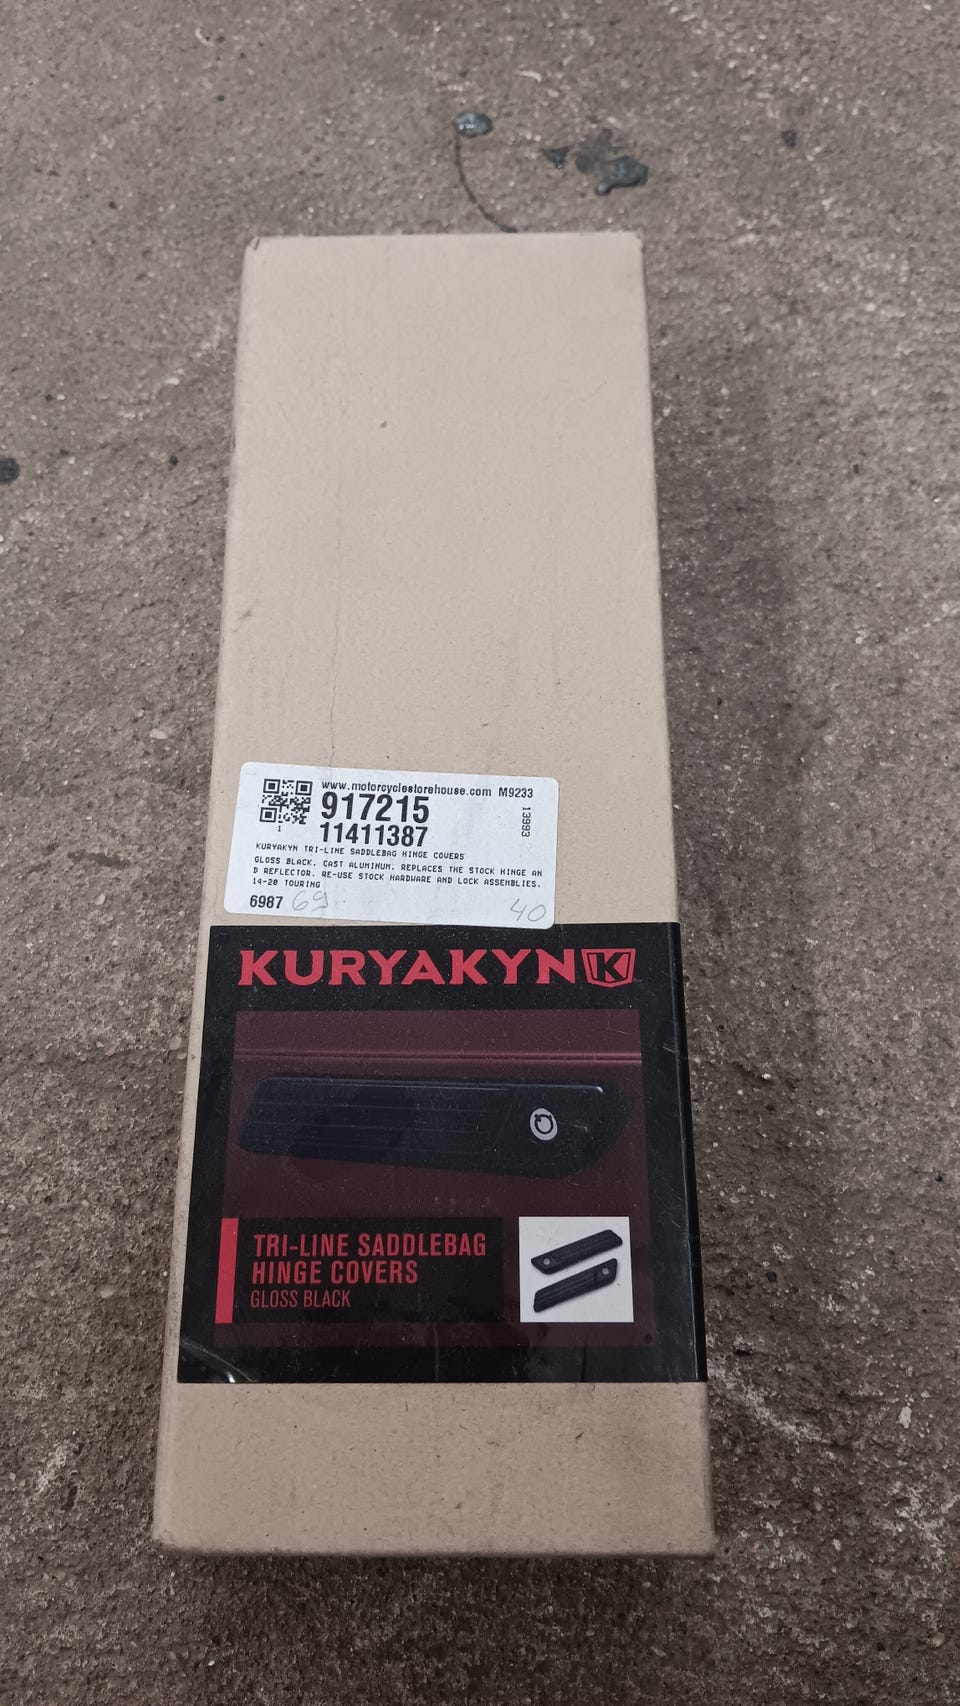 www.motorcyclestorehouse.com M9233
917215
13993
1
11411387
KURYAKYN TRI-LINE SADDLEBAG HINGE COVERS
GLOSS BLACK. CAST ALUMINUM. REPLACES THE STOCK HINGE AN
D REFLECTOR. RE-USE STOCK HARDWARE AND LOCK ASSEMBLIES.
14-20 TOURING
6987 69 40
KURYAKYN K
TRI-LINE SADDLEBAG
HINGE COVERS
GLOSS BLACK